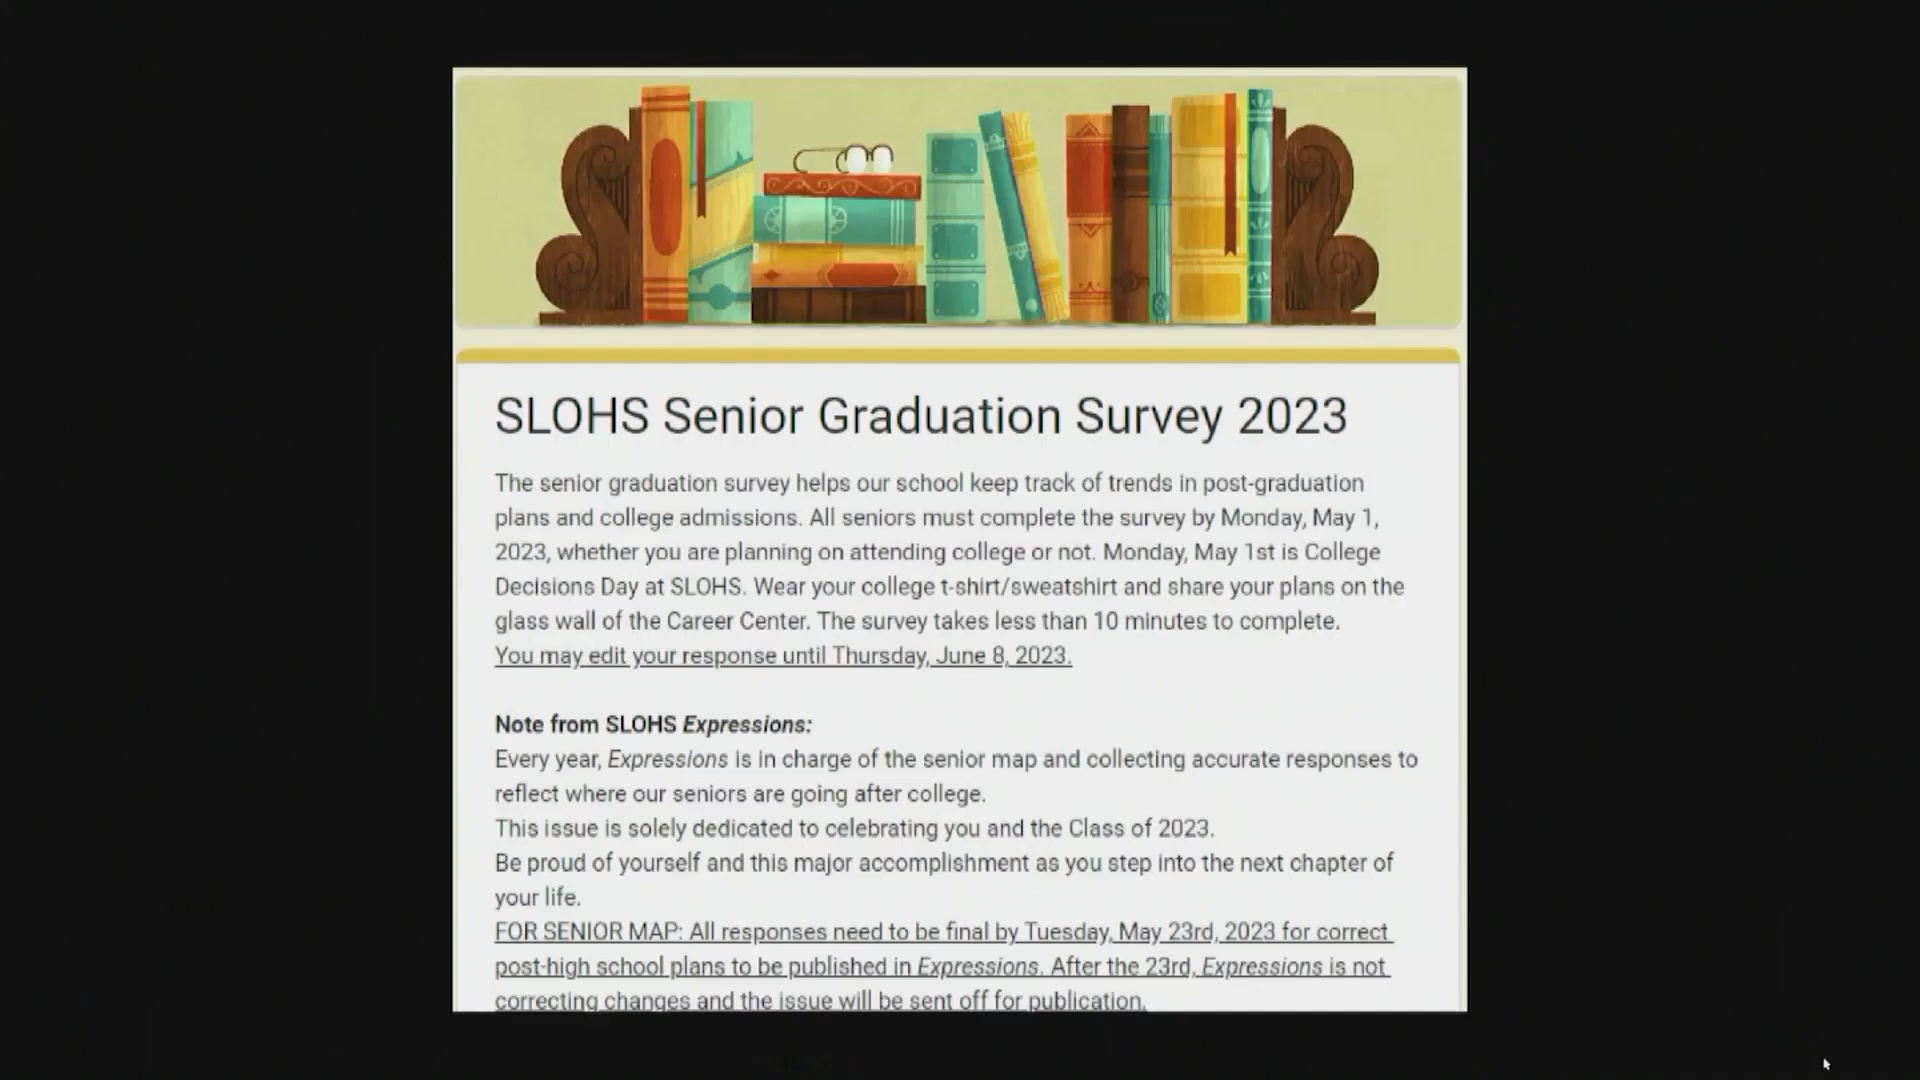 SLOHS Senior Graduation Survey 2023
The senior graduation survey helps our school keep track of trends in post-graduation
plans and college admissions. All seniors must complete the survey by Monday, May 1,
2023, whether you are planning on attending college or not. Monday, May 1st is College
Decisions Day at SLOHS. Wear your college t-shirt/sweatshirt and share your plans on the
glass wall of the Career Center. The survey takes less than 10 minutes to complete.
You may edit your response until Thursday, June 8, 2023.
Note from SLOHS Expressions:
Every year, Expressions is in charge of the senior map and collecting accurate responses to
reflect where our seniors are going after college.
This issue is solely dedicated to celebrating you and the Class of 2023.
Be proud of yourself and this major accomplishment as you step into the next chapter of
your life.
FOR SENIOR MAP: All responses need to be final by Tuesday, May 23rd, 2023 for correct
post-high school plans to be published in Expressions. After the 23rd, Expressions is not
correcting changes and the issue will be sent off for publication.